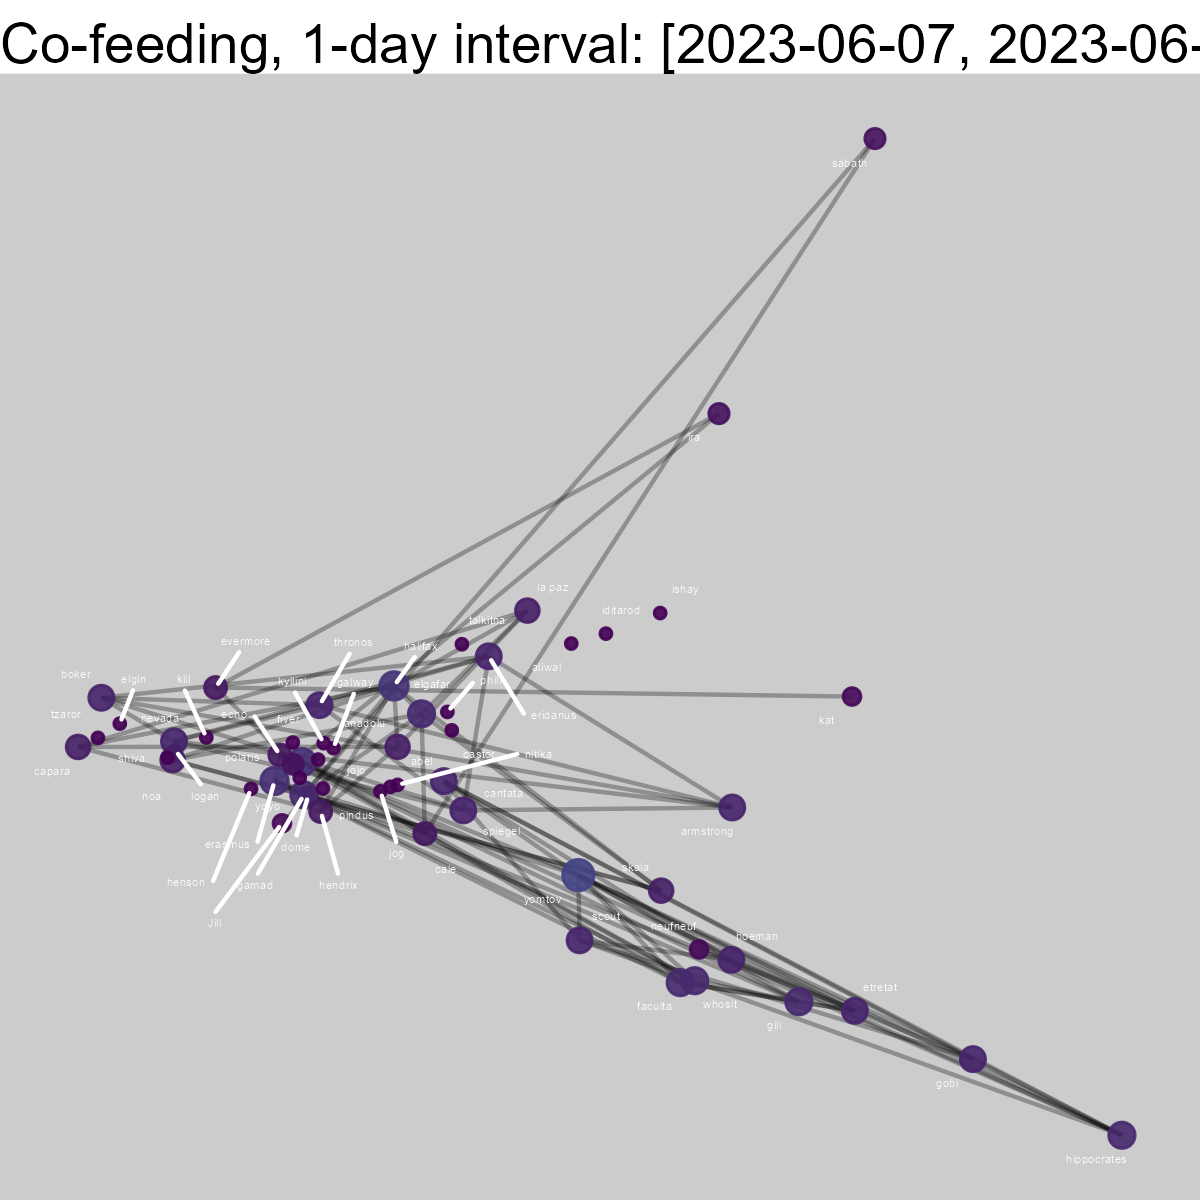 Co-feeding, 1-day interval: [2023-06-07, 2023-06-
sabath
ira
la paz
ishay
iditarod
talkitna
evermore
thronos
halifax
aliwal
boker
elgin
klil
kyllini
galway
elgafar
philip
kat
tzaror
nevada
echo
fiver
anadolu
eridanus
capara
shiva
polaris
jojo
abel
castor
nitika
noa
logan
yoyo
pindus
cantata
spiegel
armstrong
erasmus
dome
jog
cale
skala
henson
gamad
hendrix
yomtov
scout
neufneuf
hoeman
Jill
faculta
whosit
gili
etretat
gobi
hippocrates